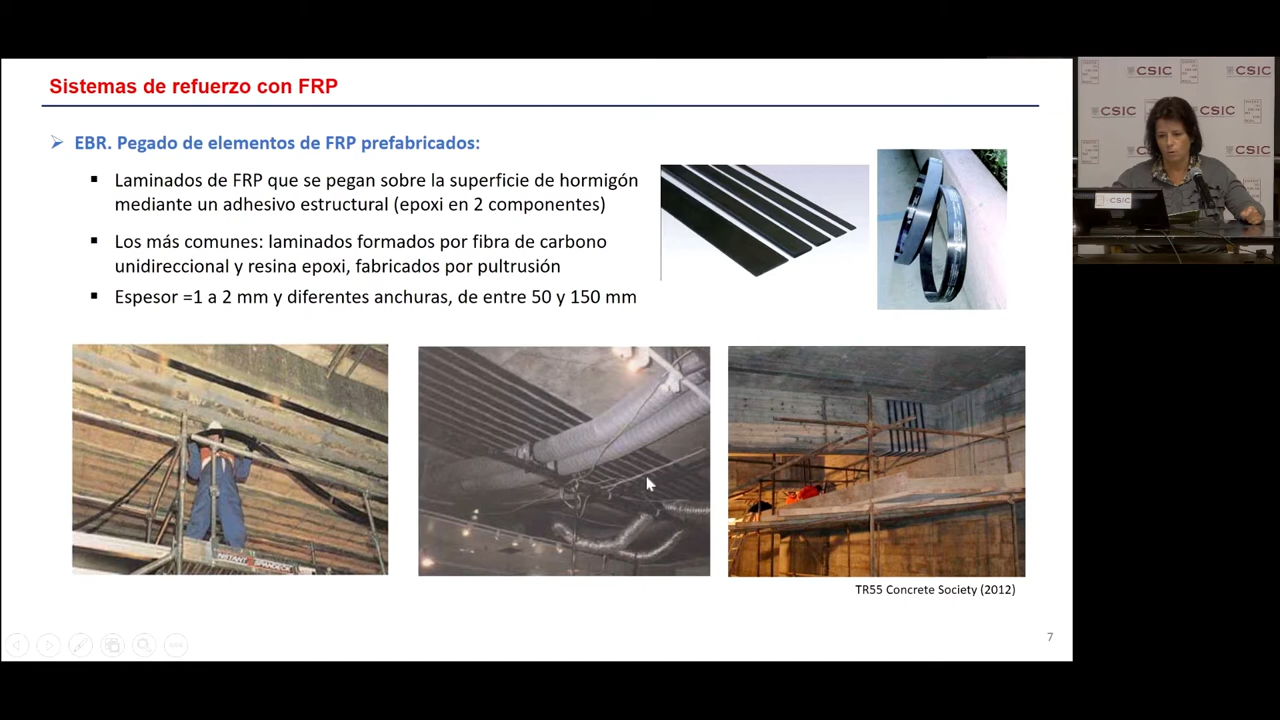 Sistemas de refuerzo con FRP
EBR. Pegado de elementos de FRP prefabricados:
Laminados de FRP que se pegan sobre la superficie de hormigón
mediante un adhesivo estructural (epoxi en 2 componentes)
Los más comunes: laminados formados por fibra de carbono
unidireccional y resina epoxi, fabricados por pultrusión
Espesor =1 a 2 mm y diferentes anchuras, de entre 50 y 150 mm
TR55 Concrete Society (2012)
7
CSIC
CSIC
CSIC
CSIC
CSIC
CSIC
CSIC
INSTANT